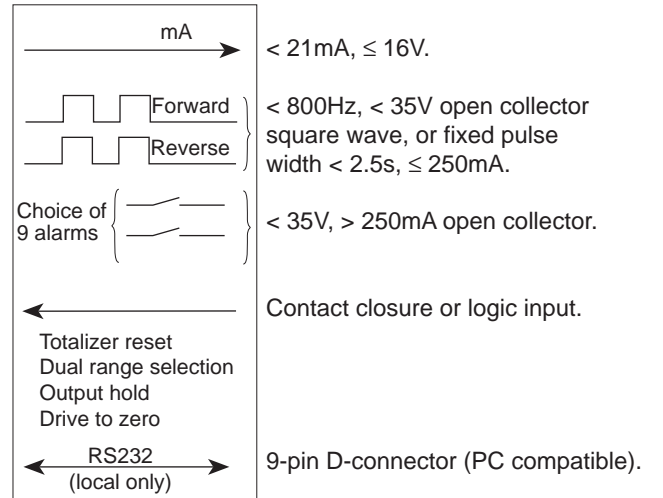 mA
< 21mA, ≤ 16V.
Forward
Reverse
< 800Hz, < 35V open collector
square wave, or fixed pulse
width < 2.5s, ≤ 250mA.
Choice of
9 alarms
< 35V, > 250mA open collector.
Contact closure or logic input.
Totalizer reset
Dual range selection
Output hold
Drive to zero
RS232
(local only)
9-pin D-connector (PC compatible).